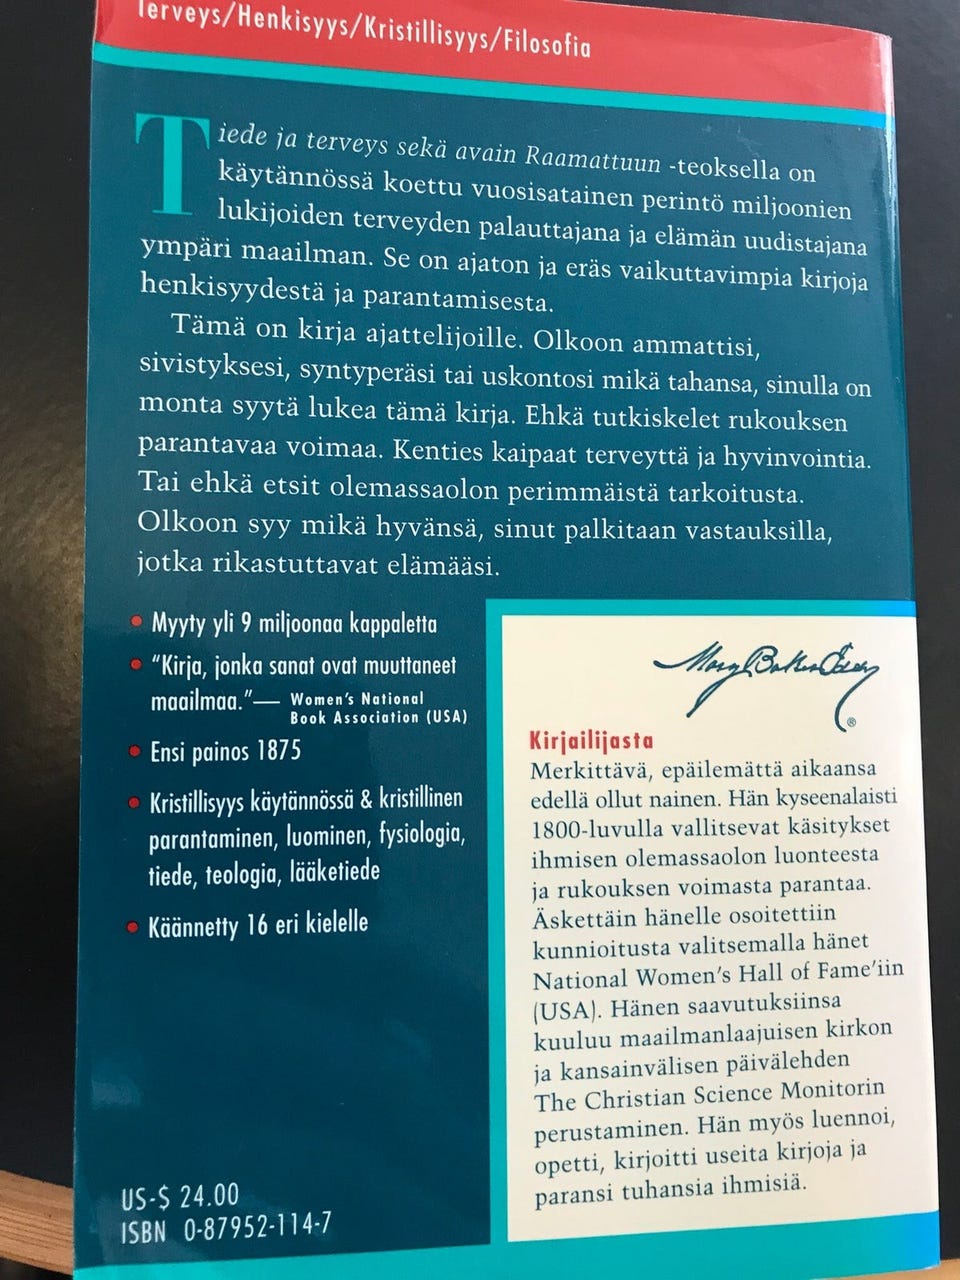 Terveys/Henkisyys/Kristillisyys/Filosofia
Tiede ja terveys sekä avain Raamattuun -teoksella on
käytännössä koettu vuosisatainen perintö miljoonien
lukijoiden terveyden palauttajana ja elämän uudistajana
ympäri maailman. Se on ajaton ja eräs vaikuttavimpia kirjoja
henkisyydestä ja parantamisesta.
Tämä on kirja ajattelijoille. Olkoon ammattisi,
sivistyksesi, syntyperäsi tai uskontosi mikä tahansa, sinulla on
monta syytä lukea tämä kirja. Ehkä tutkiskelet rukouksen
parantavaa voimaa. Kenties kaipaat terveyttä ja hyvinvointia.
Tai ehkä etsit olemassaolon perimmäistä tarkoitusta.
Olkoon syy mikä hyvänsä, sinut palkitaan vastauksilla,
jotka rikastuttavat elämääsi.
• Myyty yli 9 miljoonaa kappaletta
• “Kirja, jonka sanat ovat muuttaneet
maailmaa.”— Women's National
Book Association (USA)
• Ensi painos 1875
• Kristillisyys käytännössä & kristillinen
parantaminen, luominen, fysiologia,
tiede, teologia, lääketiede
• Käännetty 16 eri kielelle
US-$ 24.00
ISBN 0-87952-114-7
Mary Baker Eddy
®
Kirjailijasta
Merkittävä, epäilemättä aikaansa
edellä ollut nainen. Hän kyseenalaisti
1800-luvulla vallitsevat käsitykset
ihmisen olemassaolon luonteesta
ja rukouksen voimasta parantaa.
Äskettäin hänelle osoitettiin
kunnioitusta valitsemalla hänet
National Women's Hall of Fame'iin
(USA). Hänen saavutuksiinsa
kuuluu maailmanlaajuisen kirkon
ja kansainvälisen päivälehden
The Christian Science Monitorin
perustaminen. Hän myös luennoi,
opetti, kirjoitti useita kirjoja ja
paransi tuhansia ihmisiä.